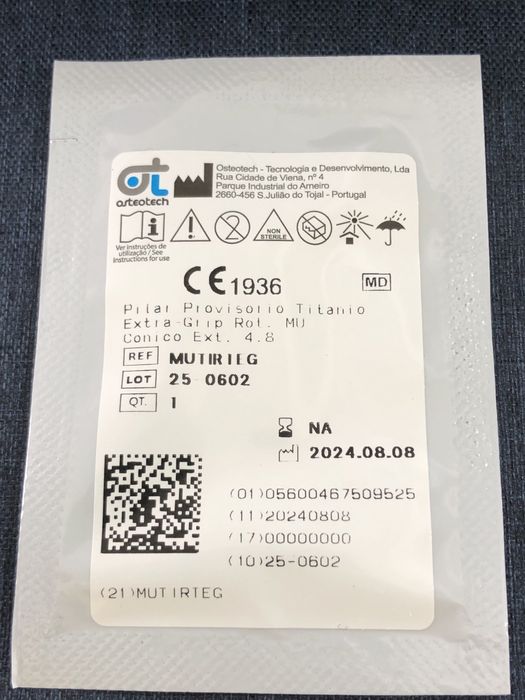 osteotech
Osteotech - Tecnologia e Desenvolvimento, Lda
Rua Cidade de Viena, nº 4
Parque Industrial do Arneiro
2660-456 S.Julião do Tojal - Portugal
Ver instruções de
utilização / See
Instructions for use
i
2
NON
STERILE
CE 1936
MD
Pilar Provisorio Titanio
Extra-Grip Rot. MU
Conico Ext. 4.8
REF MUTIRTEG
LOT 25-0602
QT. 1
NA
2024.08.08
(01)05600467509525
(11)20240808
(17)00000000
(10)25-0602
(21)MUTIRTEG